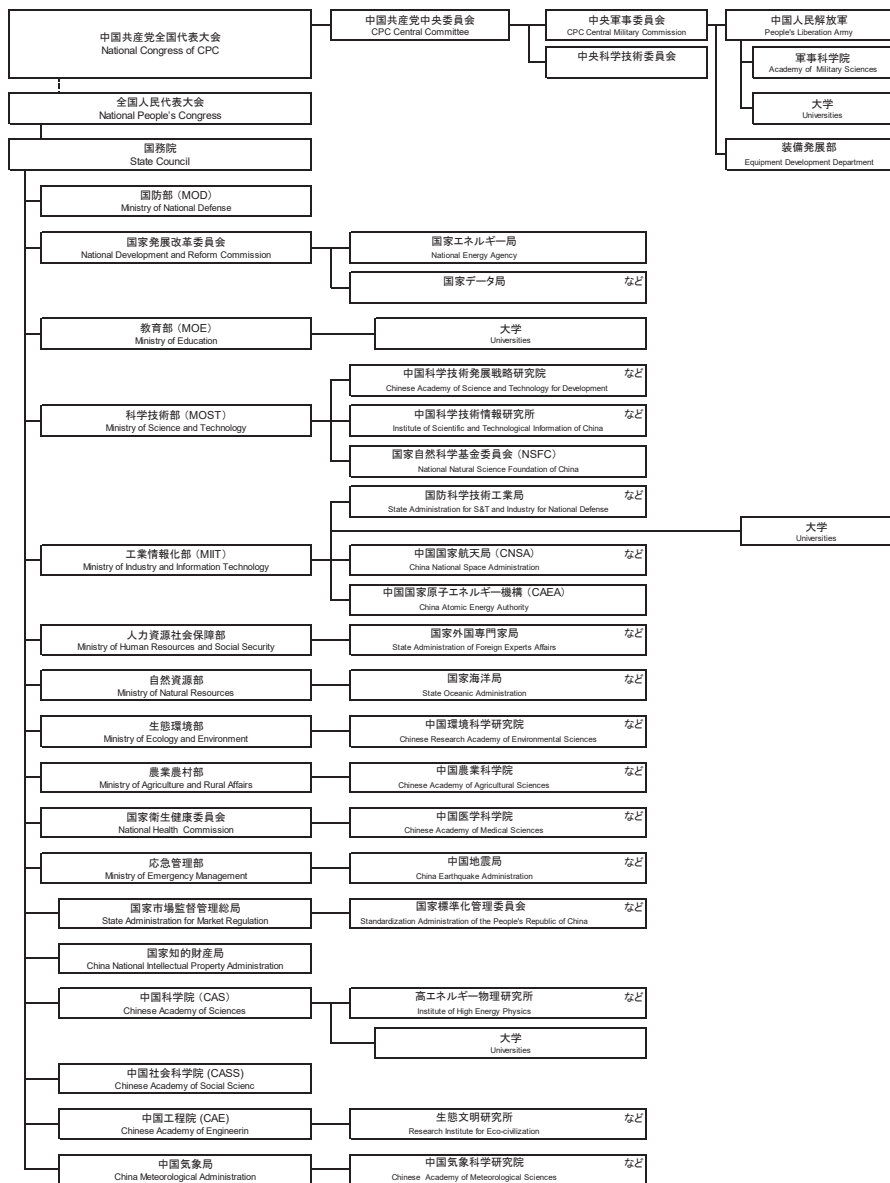 中国共産党全国代表大会
National Congress of CPC
中国共産党中央委員会
CPC Central Committee
中央軍事委員会
CPC Central Military Commission
中国人民解放軍
People's Liberation Army
中央科学技術委員会
軍事科学院
Academy of Military Sciences
大学
Universities
装備発展部
Equipment Development Department
全国人民代表大会
National People's Congress
国務院
State Council
国防部 (MOD)
Ministry of National Defense
国家発展改革委員会
National Development and Reform Commission
国家エネルギー局
National Energy Agency
国家データ局 など
教育部 (MOE)
Ministry of Education
大学
Universities
科学技術部 (MOST)
Ministry of Science and Technology
中国科学技術発展戦略研究院 など
Chinese Academy of Science and Technology for Development
中国科学技術情報研究所 など
Institute of Scientific and Technological Information of China
国家自然科学基金委員会 (NSFC)
National Natural Science Foundation of China
工業情報化部 (MIIT)
Ministry of Industry and Information Technology
国防科学技術工業局 など
State Administration for S&T and Industry for National Defense
大学
Universities
中国国家航天局 (CNSA) など
China National Space Administration
中国国家原子エネルギー機構 (CAEA)
China Atomic Energy Authority
人力資源社会保障部
Ministry of Human Resources and Social Security
国家外国専門家局 など
State Administration of Foreign Experts Affairs
自然資源部
Ministry of Natural Resources
国家海洋局 など
State Oceanic Administration
生態環境部
Ministry of Ecology and Environment
中国環境科学研究院 など
Chinese Research Academy of Environmental Sciences
農業農村部
Ministry of Agriculture and Rural Affairs
中国農業科学院 など
Chinese Academy of Agricultural Sciences
国家衛生健康委員会
National Health Commission
中国医学科学院 など
Chinese Academy of Medical Sciences
応急管理部
Ministry of Emergency Management
中国地震局 など
China Earthquake Administration
国家市場監督管理総局
State Administration for Market Regulation
国家標準化管理委員会 など
Standardization Administration of the People's Republic of China
国家知的財産局
China National Intellectual Property Administration
中国科学院 (CAS)
Chinese Academy of Sciences
高エネルギー物理研究所 など
Institute of High Energy Physics
大学
Universities
中国社会科学院 (CASS)
Chinese Academy of Social Scienc
中国工程院 (CAE)
Chinese Academy of Engineerin
生態文明研究所 など
Research Institute for Eco-civilization
中国気象局
China Meteorological Administration
中国気象科学研究院 など
Chinese Academy of Meteorological Sciences